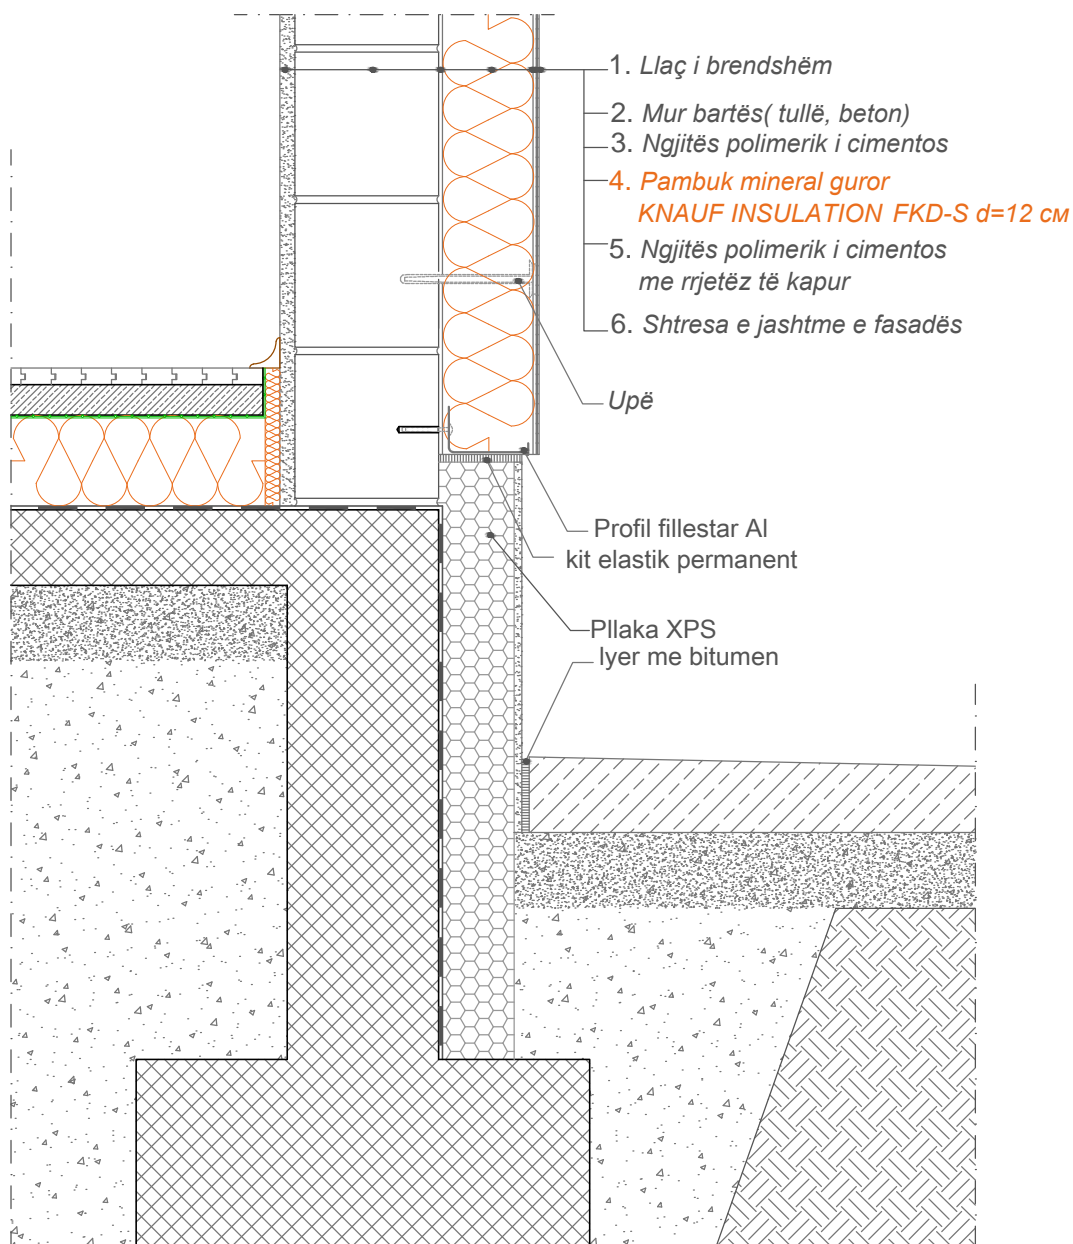 1. Llaç i brendshëm
2. Mur bartës( tullë, beton)
3. Ngjitës polimerik i cimentos
4. Pambuk mineral guror
KNAUF INSULATION FKD-S d=12 см
5. Ngjitës polimerik i cimentos
me rrjetëz të kapur
6. Shtresa e jashtme e fasadës
Upë
Profil fillestar Al
kit elastik permanent
Pllaka XPS
lyer me bitumen